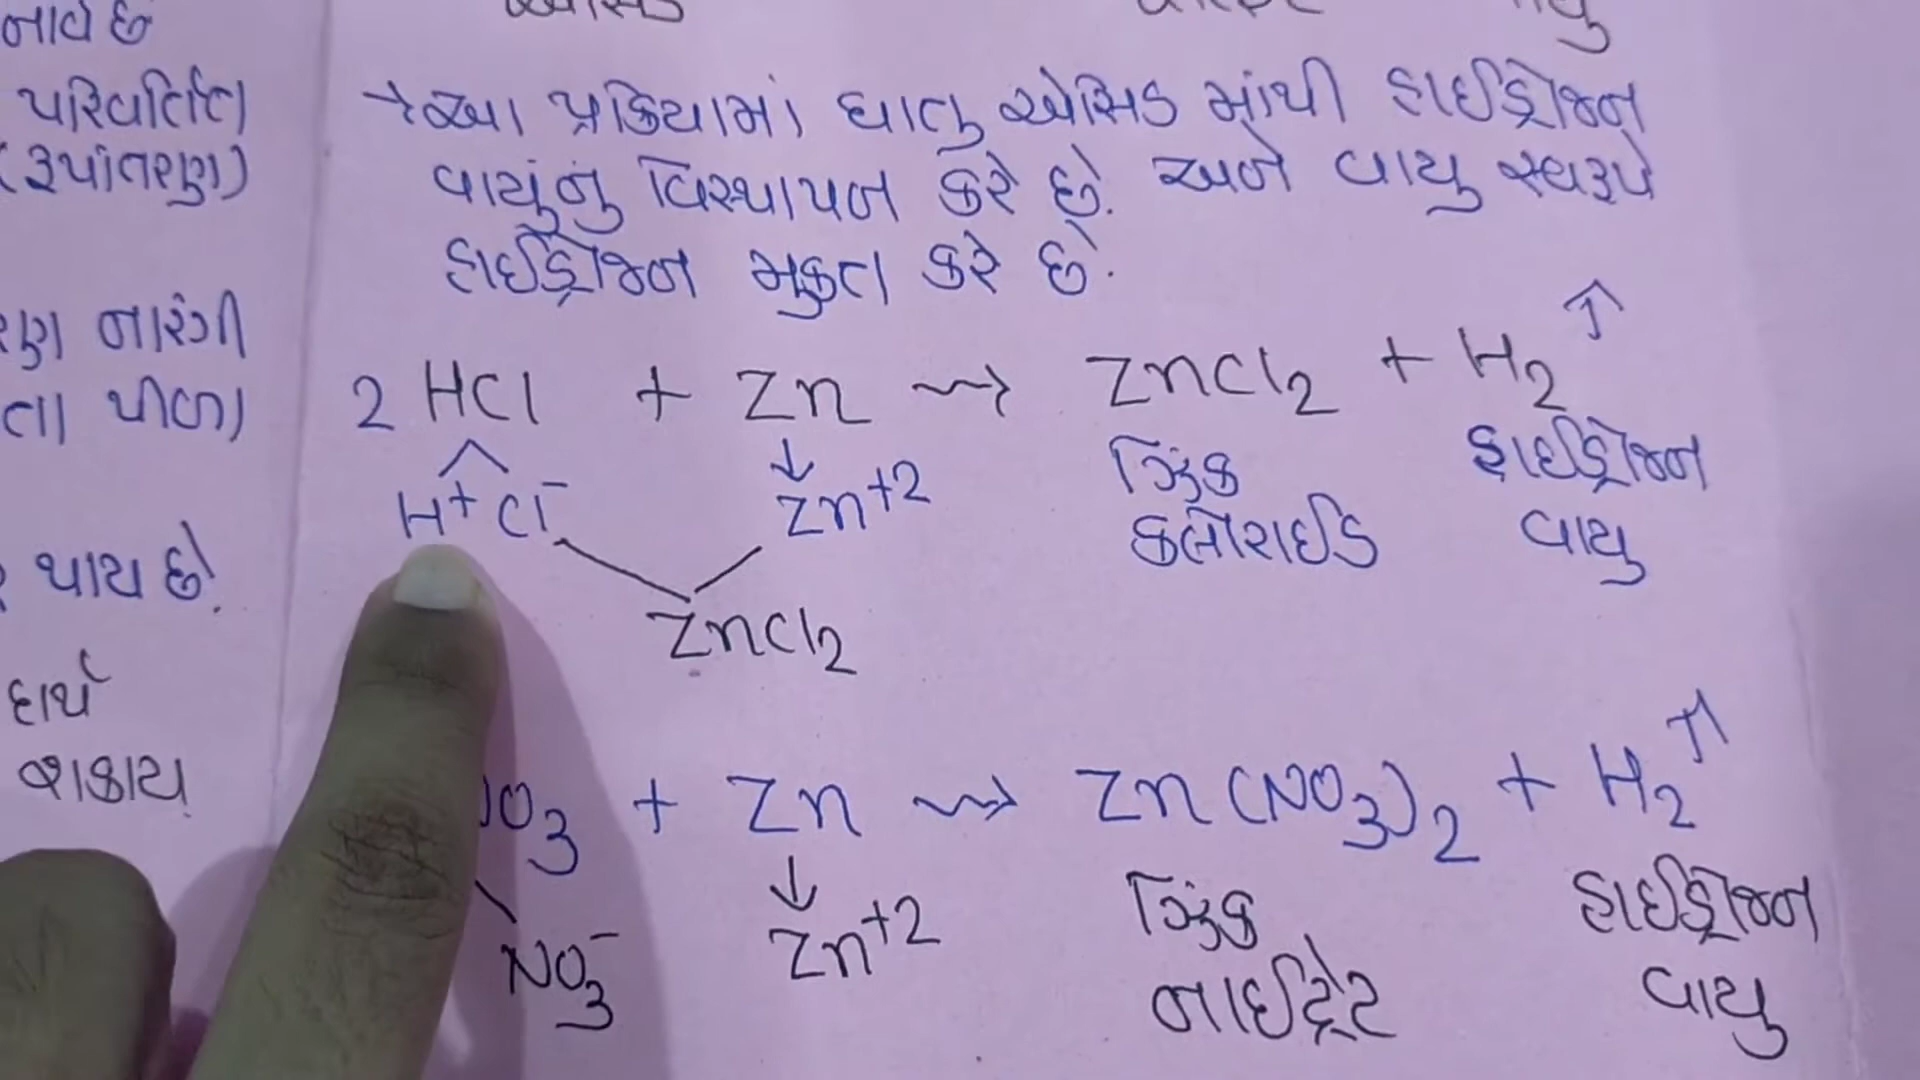 નાવે છે
પરિવર્તિત
(રૂપાંતરણ)
નારંગી
પીળા
થાય છે.
શકાય
એસિડ વાયુ
→ આ પ્રક્રિયામાં ધાતુ એસિડ માંથી હાઈડ્રોજન
વાયુંનુ વિસ્થાપન કરે છે. અને વાયુ સ્વરૂપે
હાઈડ્રોજન મુક્ત કરે છે.
2 HCl + Zn ⇝ ZnCl2 + H2 ↑
H+ Cl- Zn+2 ઝિંક હાઈડ્રોજન
ક્લોરાઈડ વાયુ
ZnCl2
O3 + Zn ⇝ Zn (NO3)2 + H2 ↑
NO3- Zn+2 ઝિંક હાઈડ્રોજન
નાઈટ્રેટ વાયુ